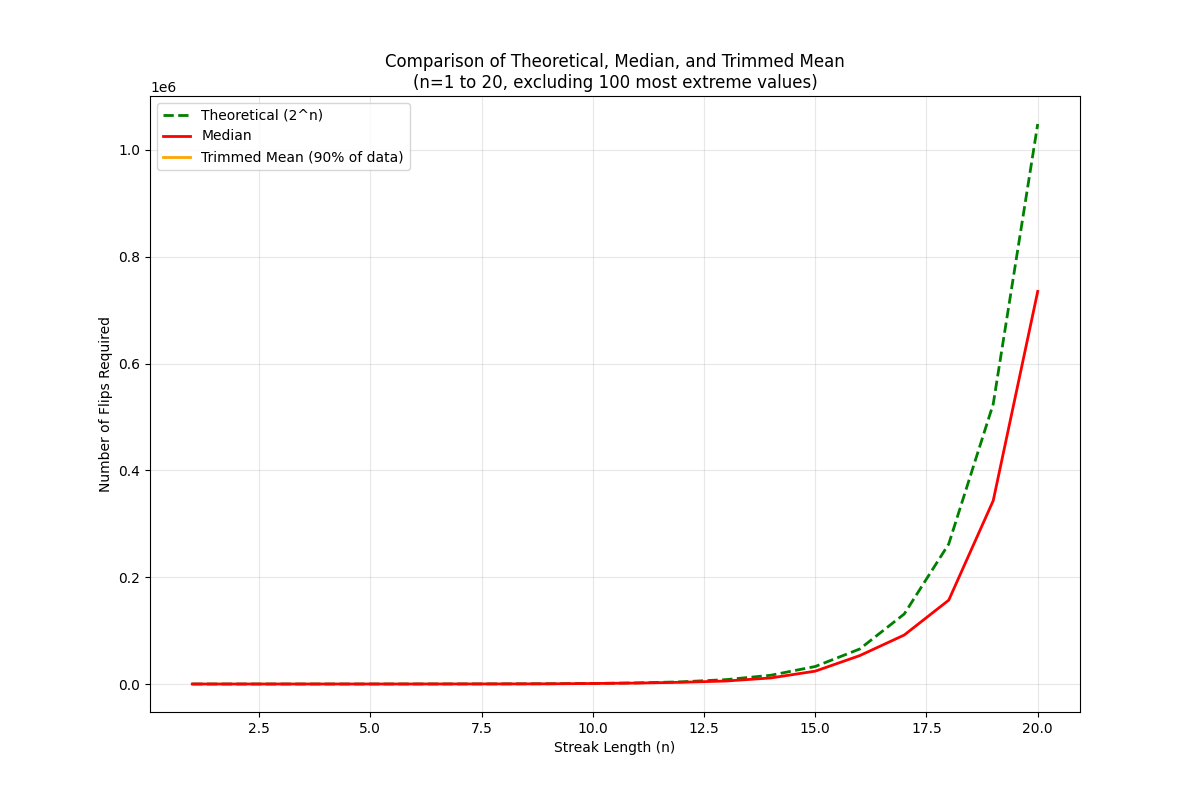 Comparison of Theoretical, Median, and Trimmed Mean
(n=1 to 20, excluding 100 most extreme values)
1e6
Theoretical (2^n)
Median
Trimmed Mean (90% of data)
1.0
0.8
0.6
0.4
0.2
0.0
Number of Flips Required
2.5 5.0 7.5 10.0 12.5 15.0 17.5 20.0
Streak Length (n)